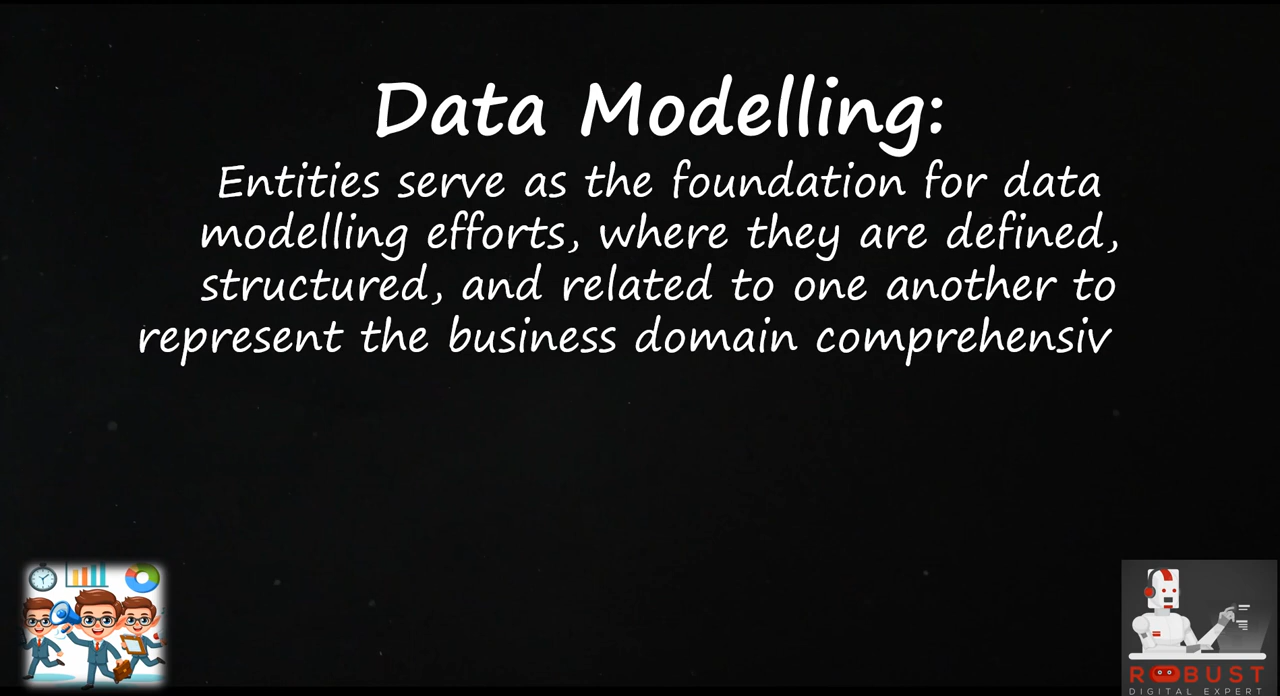 Data Modelling:
Entities serve as the foundation for data
modelling efforts, where they are defined,
structured, and related to one another to
represent the business domain comprehensiv
ROBUST
DIGITAL EXPERT